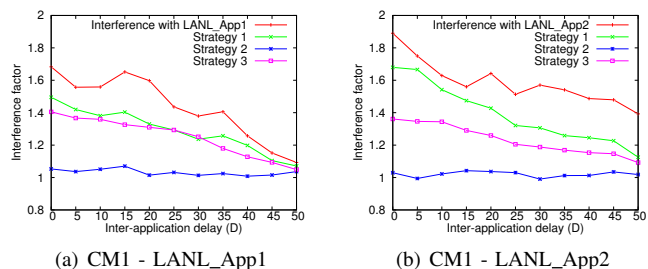 2
1.8
1.6
1.4
1.2
1
0.8
Interference factor
Interference with LANL_App1
Strategy 1
Strategy 2
Strategy 3
0 5 10 15 20 25 30 35 40 45 50
Inter-application delay (D)
(a) CM1 - LANL_App1
2
1.8
1.6
1.4
1.2
1
0.8
Interference factor
Interference with LANL_App2
Strategy 1
Strategy 2
Strategy 3
0 5 10 15 20 25 30 35 40 45 50
Inter-application delay (D)
(b) CM1 - LANL_App2